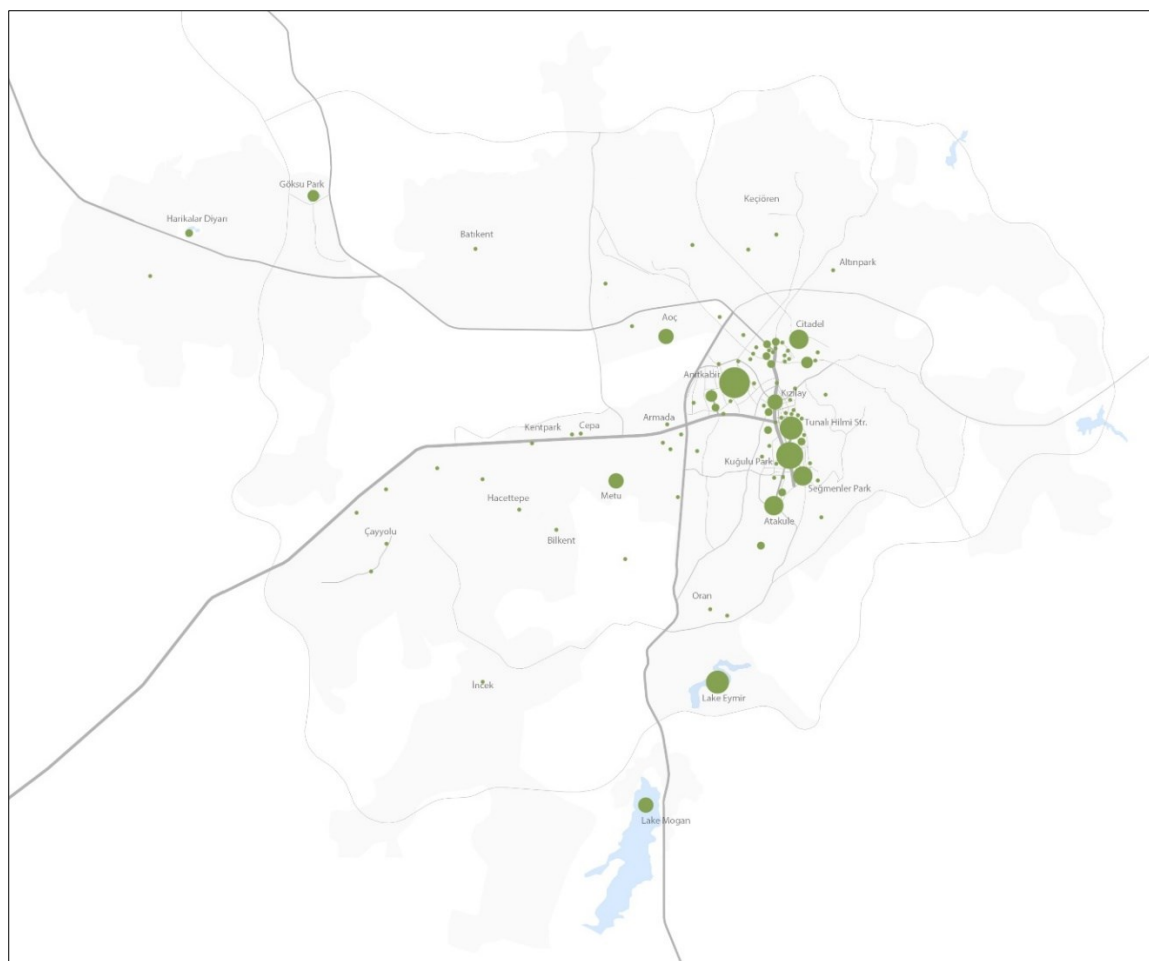 Göksu Park
Keçiören
Harikalar Diyarı
Batıkent
Altınpark
Aoç
Citadel
Anıtkabir
Kızılay
Armada
Kentpark
Cepa
Tunalı Hilmi Str.
Kuğulu Park
Seğmenler Park
Metu
Hacettepe
Atakule
Çayyolu
Bilkent
Oran
İncek
Lake Eymir
Lake Mogan